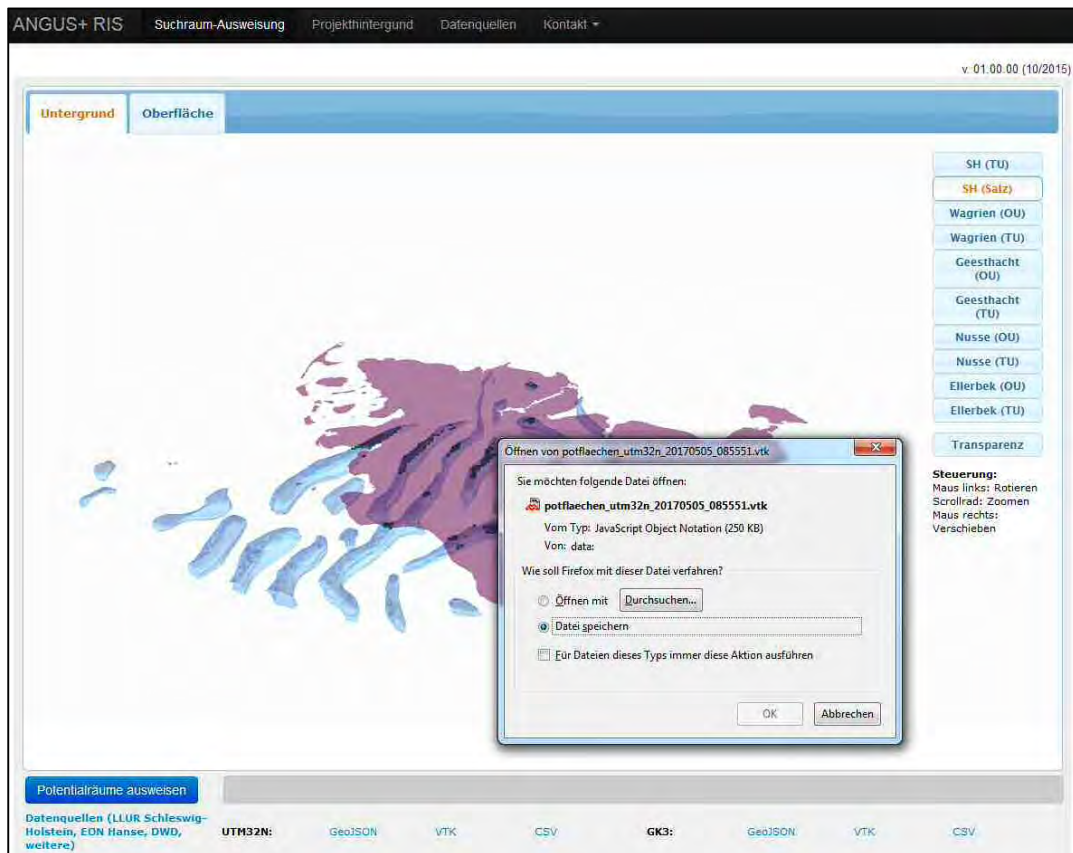 ANGUS+ RIS Suchraum-Ausweisung Projekthintergund Datenquellen Kontakt
v. 01.00.00 (10/2015)
Untergrund Oberfläche
SH (TU)
SH (Salz)
Wagrien (OU)
Wagrien (TU)
Geesthacht
(OU)
Geesthacht
(TU)
Nusse (OU)
Nusse (TU)
Ellerbek (OU)
Ellerbek (TU)
Transparenz
Steuerung:
Maus links: Rotieren
Scrollrad: Zoomen
Maus rechts:
Verschieben
Öffnen von potflaechen_utm32n_20170505_085551.vtk
Sie möchten folgende Datei öffnen:
potflaechen_utm32n_20170505_085551.vtk
Vom Typ: JavaScript Object Notation (250 KB)
Von: data:
Wie soll Firefox mit dieser Datei verfahren?
Öffnen mit Durchsuchen...
Datei speichern
Für Dateien dieses Typs immer diese Aktion ausführen
OK Abbrechen
Potentialräume ausweisen
Datenquellen (LLUR Schleswig-
Holstein, EON Hanse, DWD,
weitere)
UTM32N: GeoJSON VTK CSV GK3: GeoJSON VTK CSV